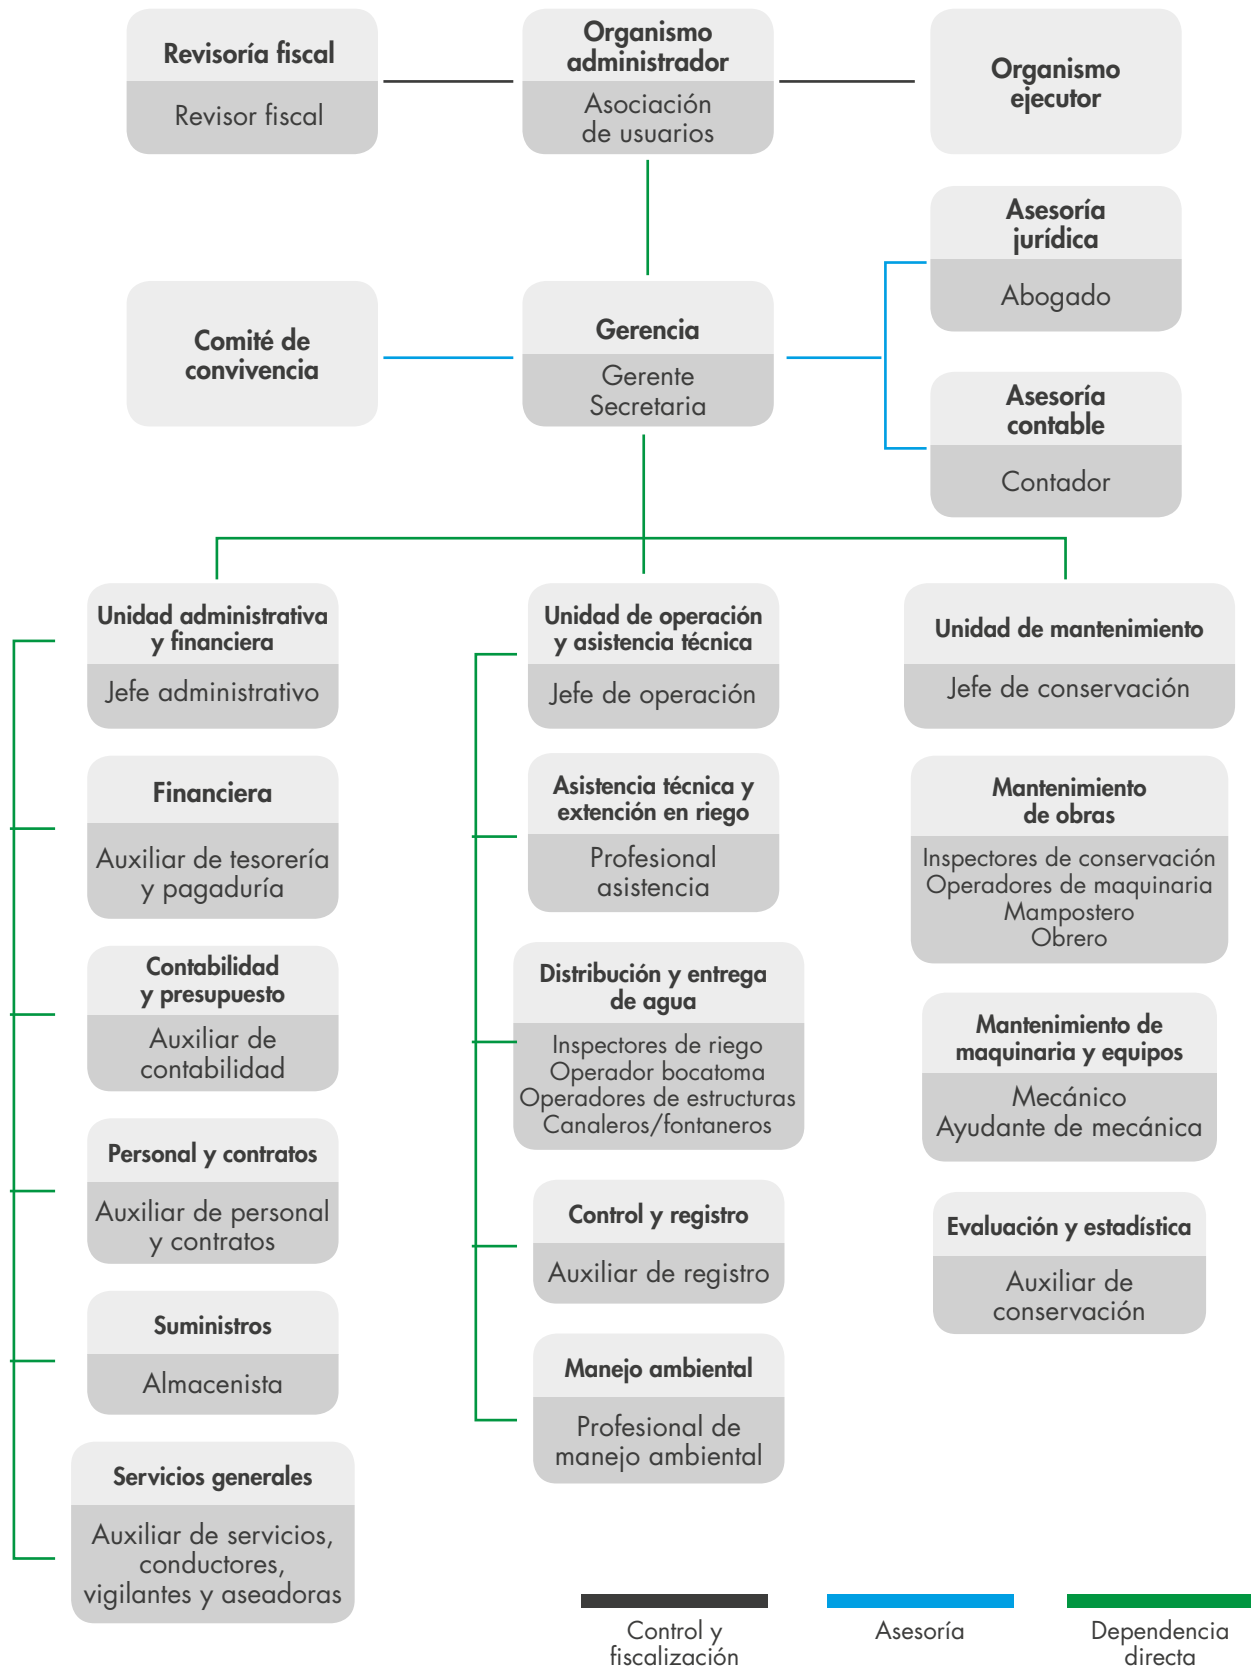 Revisoría fiscal
Revisor fiscal
Organismo
administrador
Asociación
de usuarios
Organismo
ejecutor
Asesoría
jurídica
Abogado
Comité de
convivencia
Gerencia
Gerente
Secretaria
Asesoría
contable
Contador
Unidad administrativa
y financiera
Jefe administrativo
Financiera
Auxiliar de tesorería
y pagaduría
Contabilidad
y presupuesto
Auxiliar de
contabilidad
Personal y contratos
Auxiliar de personal
y contratos
Suministros
Almacenista
Servicios generales
Auxiliar de servicios,
conductores,
vigilantes y aseadoras
Unidad de operación
y asistencia técnica
Jefe de operación
Asistencia técnica y
extención en riego
Profesional
asistencia
Distribución y entrega
de agua
Inspectores de riego
Operador bocatoma
Operadores de estructuras
Canaleros/fontaneros
Control y registro
Auxiliar de registro
Manejo ambiental
Profesional de
manejo ambiental
Unidad de mantenimiento
Jefe de conservación
Mantenimiento
de obras
Inspectores de conservación
Operadores de maquinaria
Mampostero
Obrero
Mantenimiento de
maquinaria y equipos
Mecánico
Ayudante de mecánica
Evaluación y estadística
Auxiliar de
conservación
Control y
fiscalización
Asesoría
Dependencia
directa